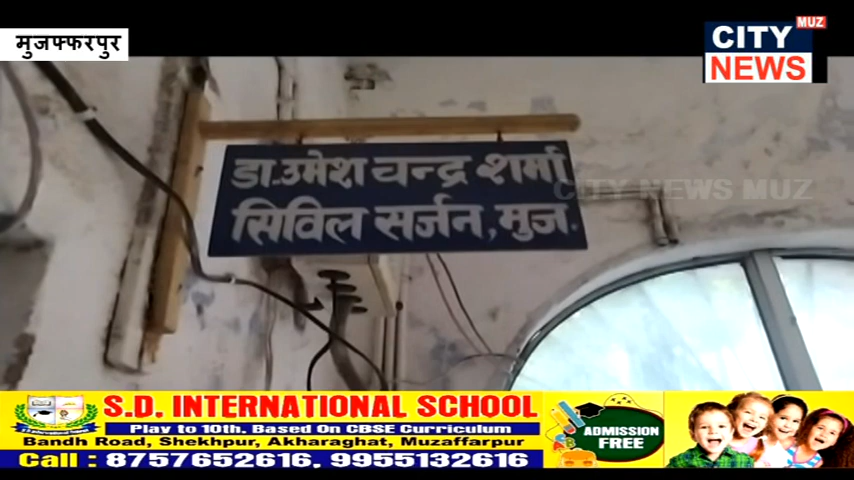 मुजफ्फरपुर
CITY MUZ
NEWS
डा. उमेश चन्द्र शर्मा
सिविल सर्जन, मुज.
CITY NEWS MUZ
S.D. INTERNATIONAL SCHOOL
Play to 10th. Based On CBSE Curriculum
Bandh Road, Shekhpur, Akharaghat, Muzaffarpur
Call : 8757652616, 9955132616
ADMISSION
FREE